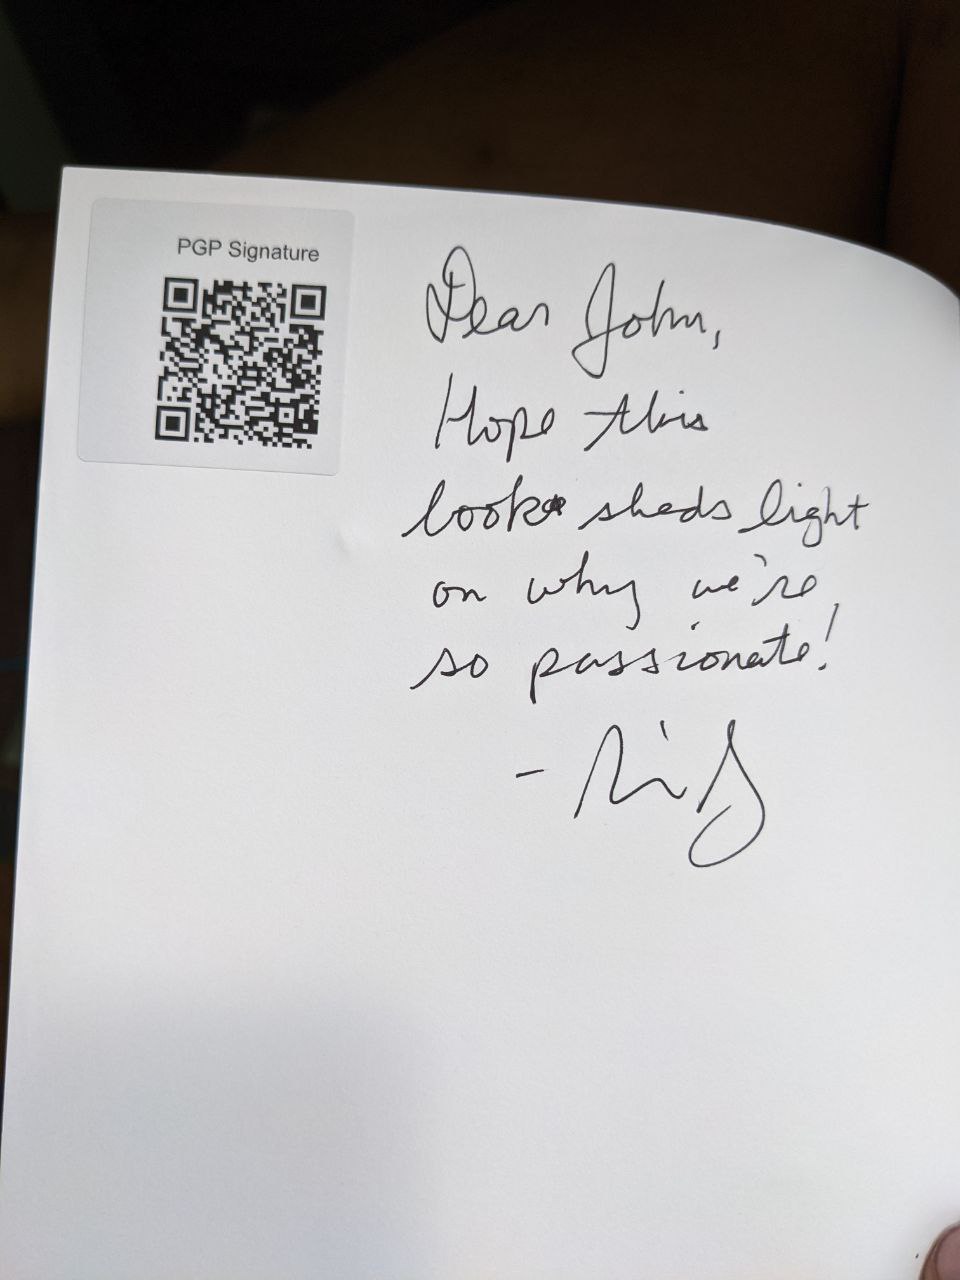 PGP Signature
Dear John,
Hope this
book sheds light
on why we're
so passionate!
-